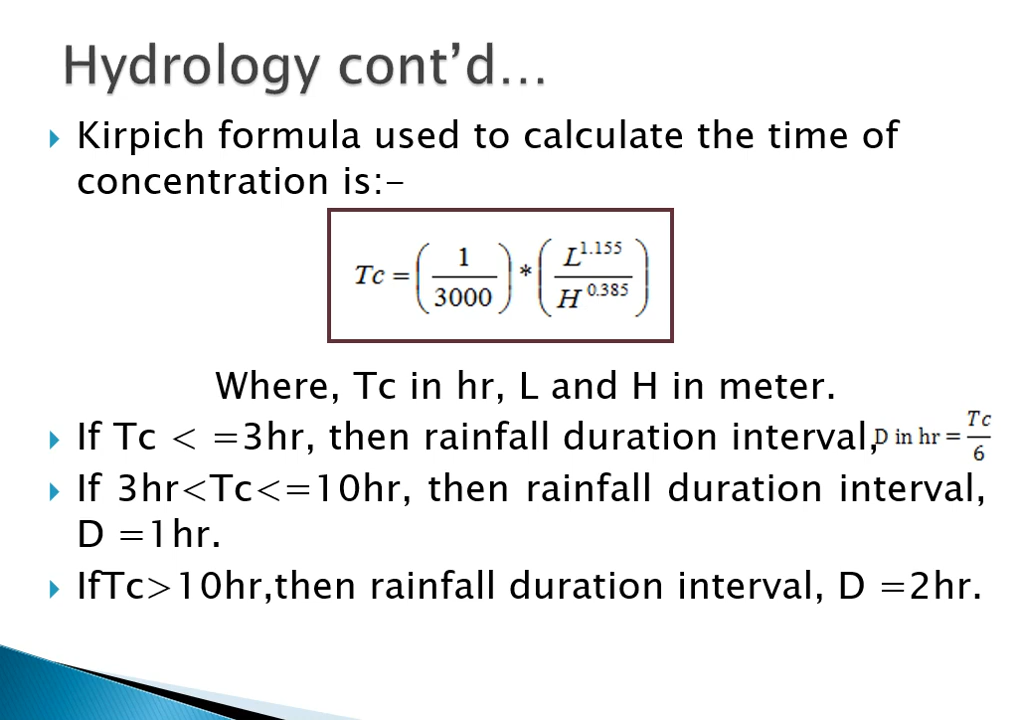 Hydrology cont’d…
Kirpich formula used to calculate the time of
concentration is:-
Tc = (1/3000) * (L^1.155/H^0.385)
Where, Tc in hr, L and H in meter.
If Tc < =3hr, then rainfall duration interval, D in hr = Tc/6
If 3hr<Tc<=10hr, then rainfall duration interval,
D =1hr.
IfTc>10hr,then rainfall duration interval, D =2hr.